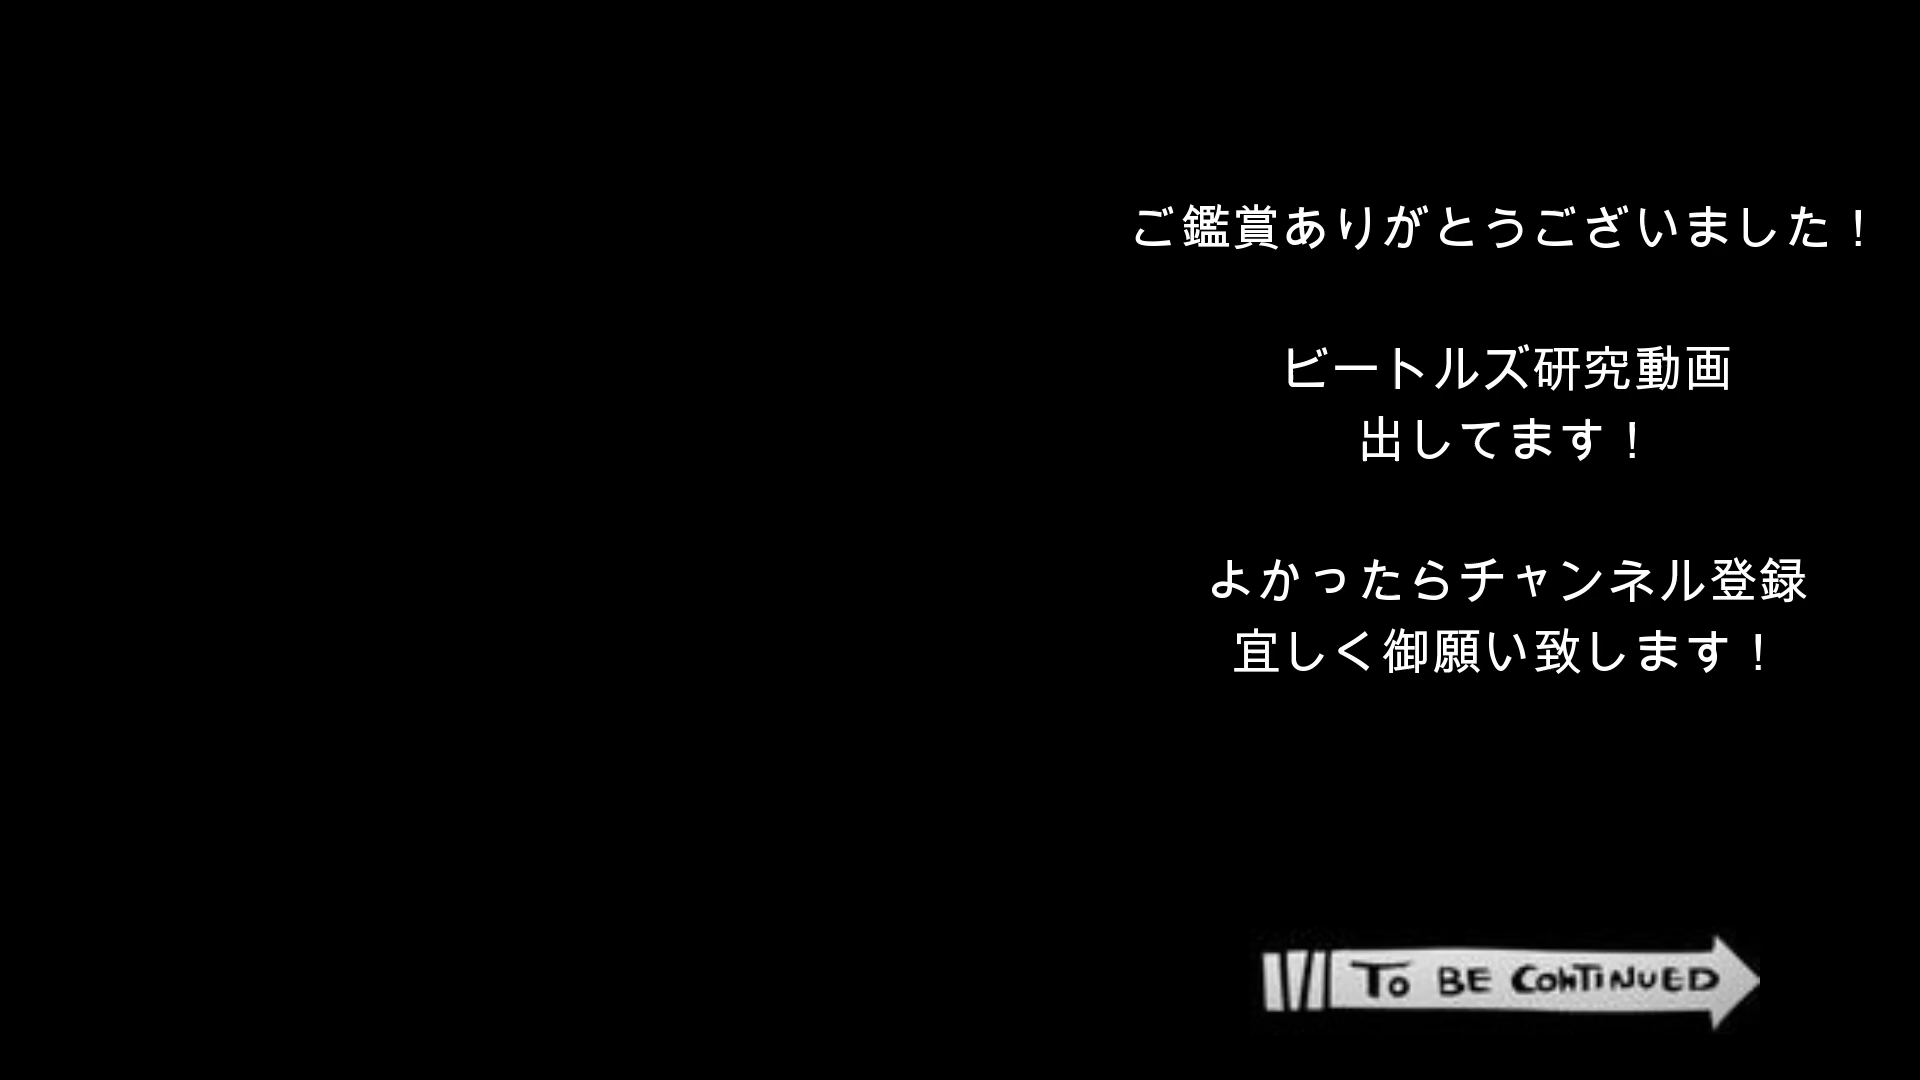 ご鑑賞ありがとうございました！
ビートルズ研究動画
出してます！
よかったらチャンネル登録
宜しく御願い致します！
TO BE CONTINUED